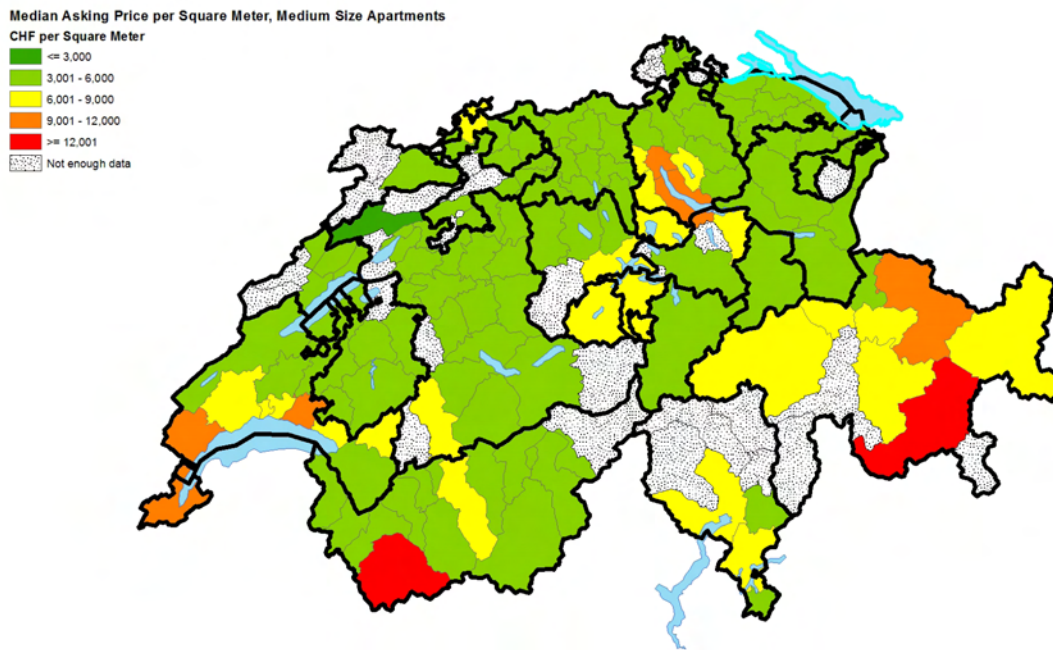 Median Asking Price per Square Meter, Medium Size Apartments
CHF per Square Meter
<= 3,000
3,001 - 6,000
6,001 - 9,000
9,001 - 12,000
>= 12,001
Not enough data